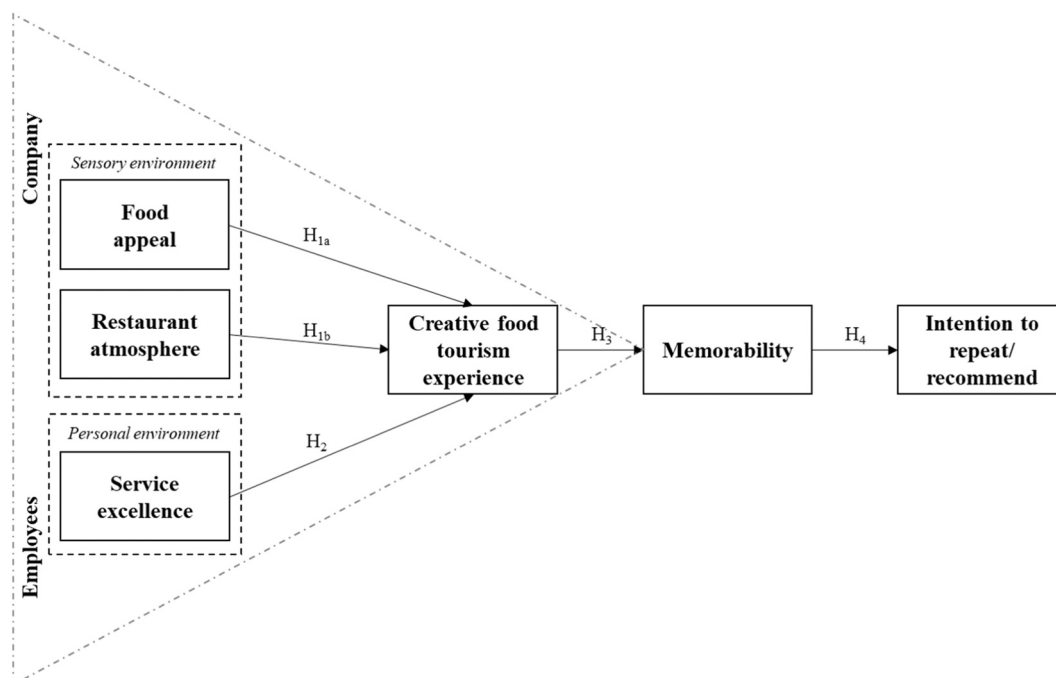 Company
Sensory environment
Food
appeal
H1a
Restaurant
atmosphere
H1b
Creative food
tourism
experience
H3
Memorability
H4
Intention to
repeat/
recommend
Employees
Personal environment
Service
excellence
H2